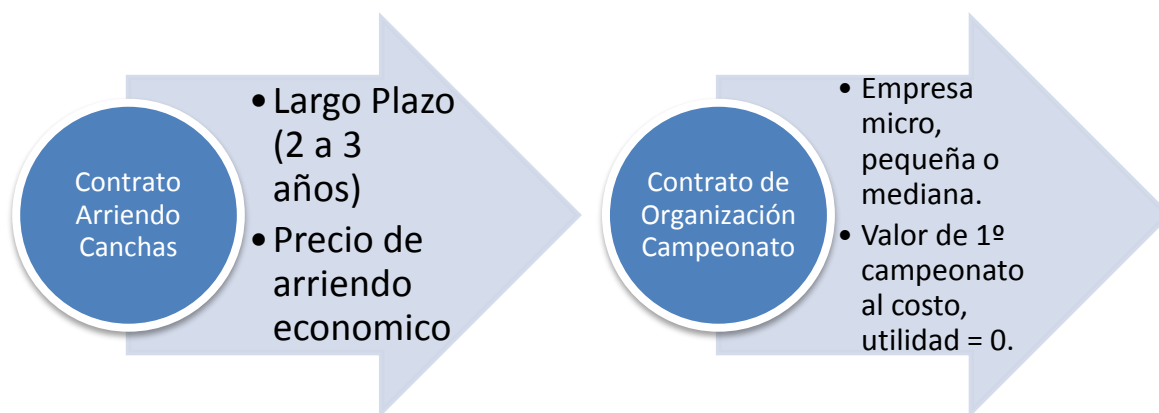 Contrato
Arriendo
Canchas
•Largo Plazo
(2 a 3
años)
•Precio de
arriendo
economico
Contrato de
Organización
Campeonato
• Empresa
micro,
pequeña o
mediana.
• Valor de 1º
campeonato
al costo,
utilidad = 0.